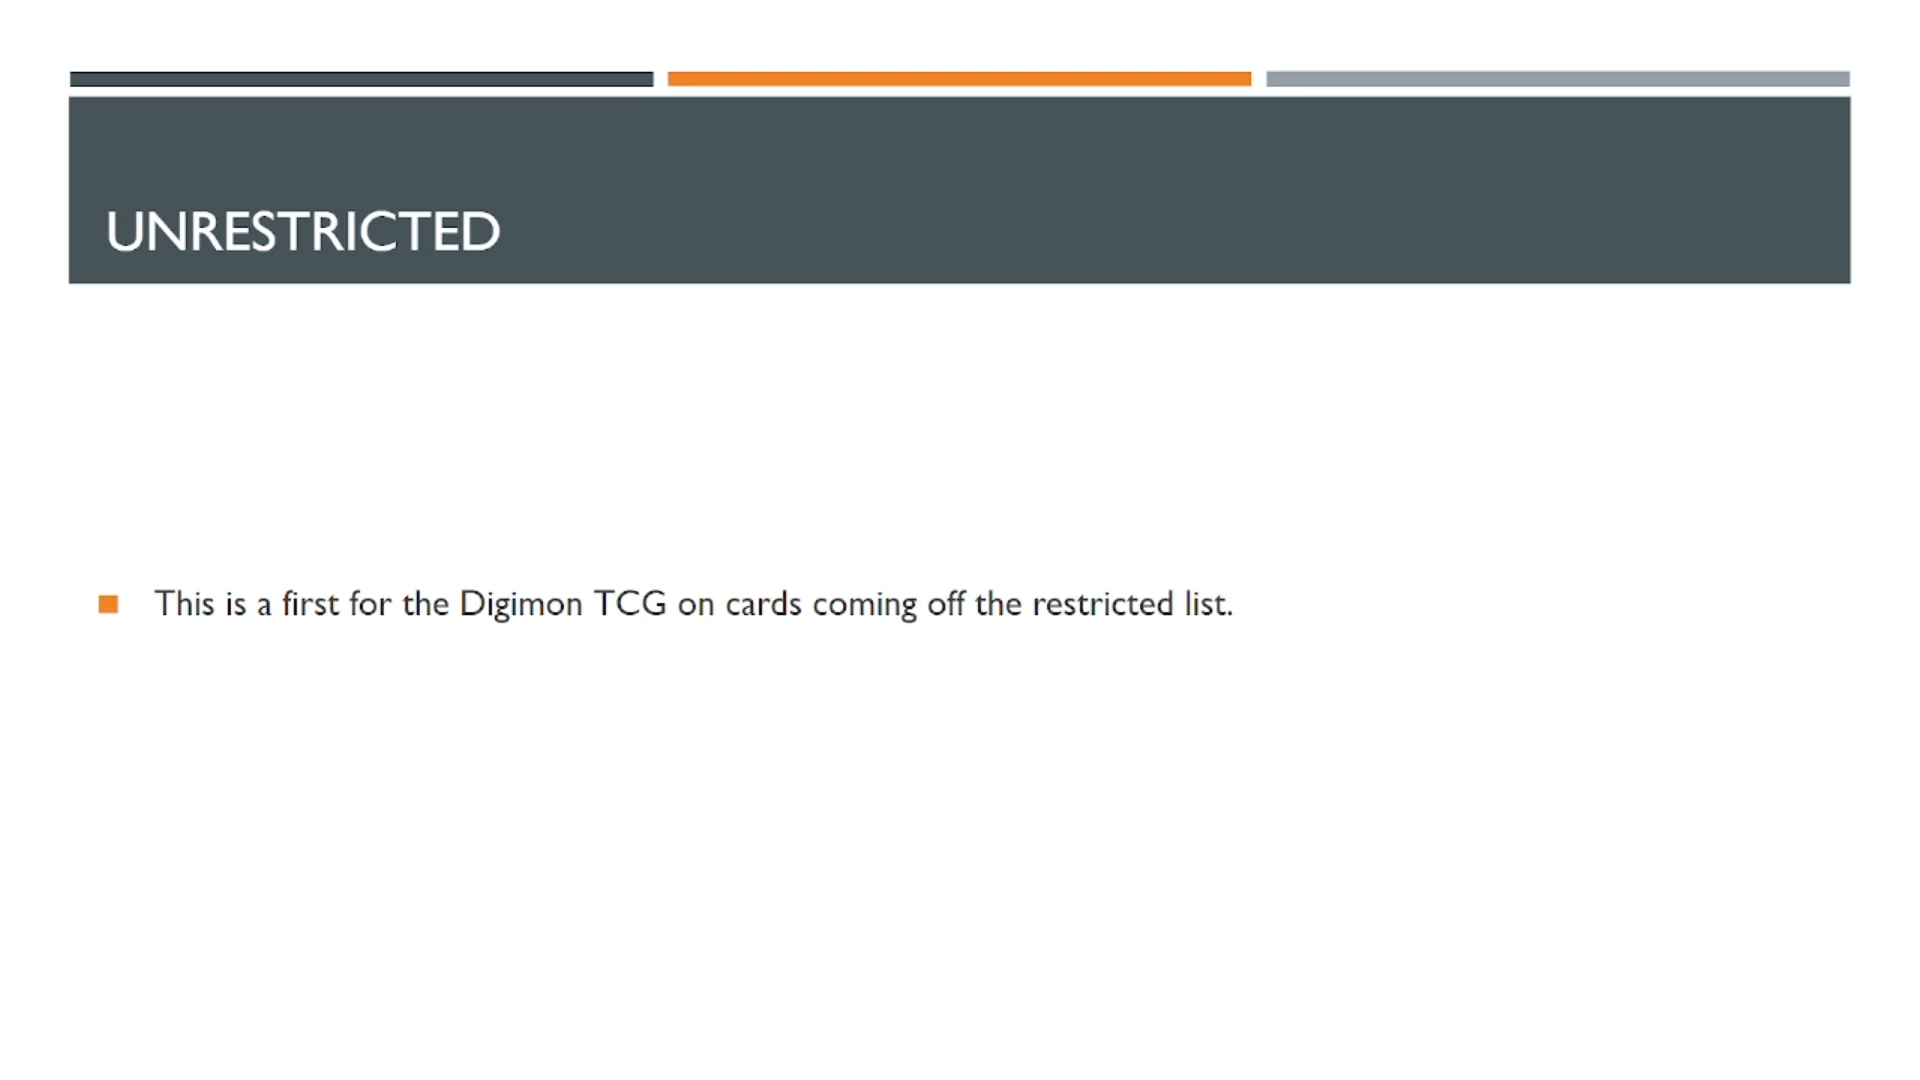 UNRESTRICTED
This is a first for the Digimon TCG on cards coming off the restricted list.